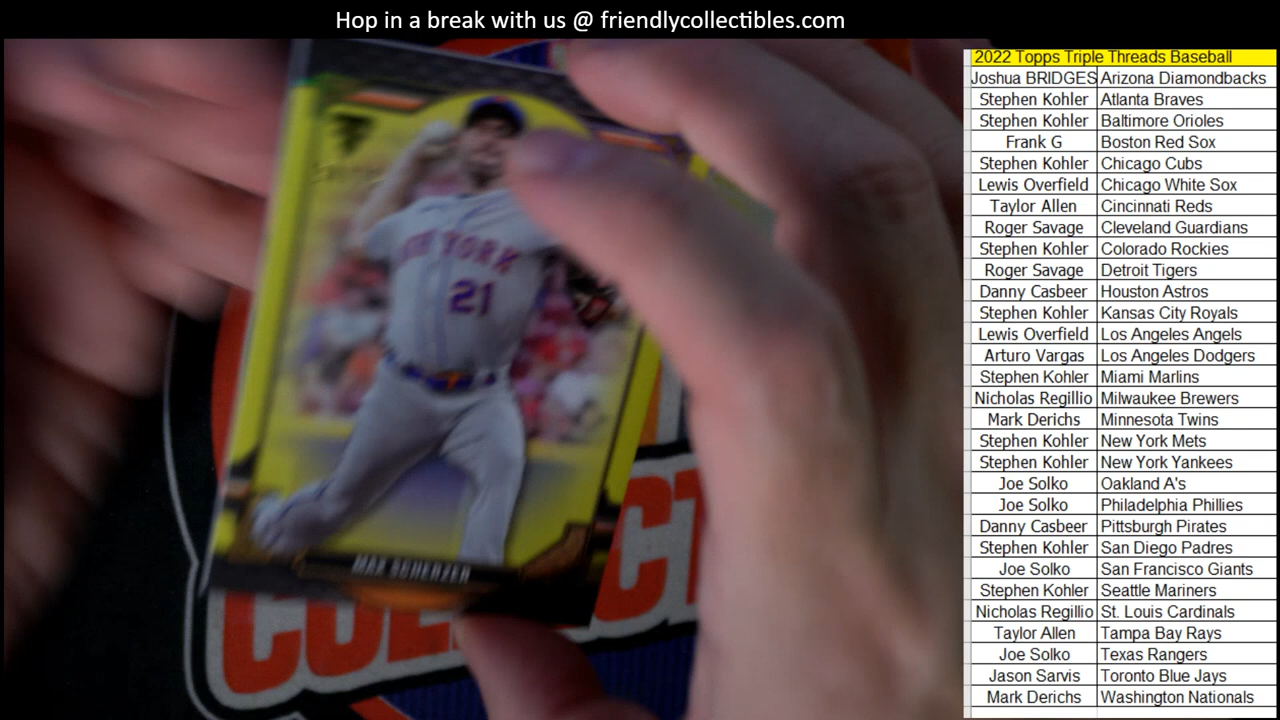 Hop in a break with us @ friendlycollectibles.com
2022 Topps Triple Threads Baseball
Joshua BRIDGES Arizona Diamondbacks
Stephen Kohler Atlanta Braves
Stephen Kohler Baltimore Orioles
Frank G Boston Red Sox
Stephen Kohler Chicago Cubs
Lewis Overfield Chicago White Sox
Taylor Allen Cincinnati Reds
Roger Savage Cleveland Guardians
Stephen Kohler Colorado Rockies
Roger Savage Detroit Tigers
Danny Casbeer Houston Astros
Stephen Kohler Kansas City Royals
Lewis Overfield Los Angeles Angels
Arturo Vargas Los Angeles Dodgers
Stephen Kohler Miami Marlins
Nicholas Regillio Milwaukee Brewers
Mark Derichs Minnesota Twins
Stephen Kohler New York Mets
Stephen Kohler New York Yankees
Joe Solko Oakland A's
Joe Solko Philadelphia Phillies
Danny Casbeer Pittsburgh Pirates
Stephen Kohler San Diego Padres
Joe Solko San Francisco Giants
Stephen Kohler Seattle Mariners
Nicholas Regillio St. Louis Cardinals
Taylor Allen Tampa Bay Rays
Joe Solko Texas Rangers
Jason Sarvis Toronto Blue Jays
Mark Derichs Washington Nationals
NEW YORK
21
MAX SCHERZER